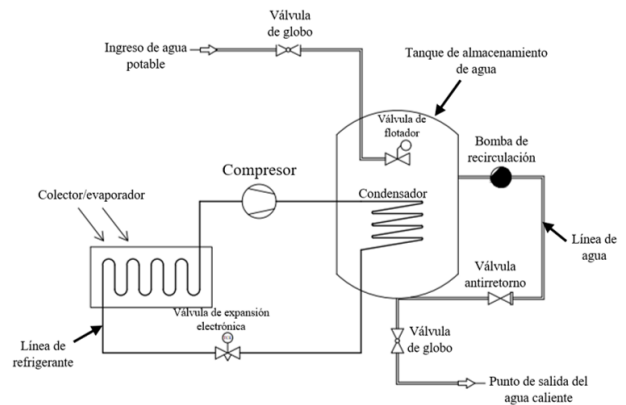 Válvula
de globo
Ingreso de agua
potable
Tanque de almacenamiento
de agua
Válvula de
flotador
Bomba de
recirculación
Compresor
Condensador
Colector/evaporador
Línea de
agua
Válvula
antirretorno
Válvula de expansión
electrónica
Línea de
refrigerante
Válvula
de globo
Punto de salida del
agua caliente